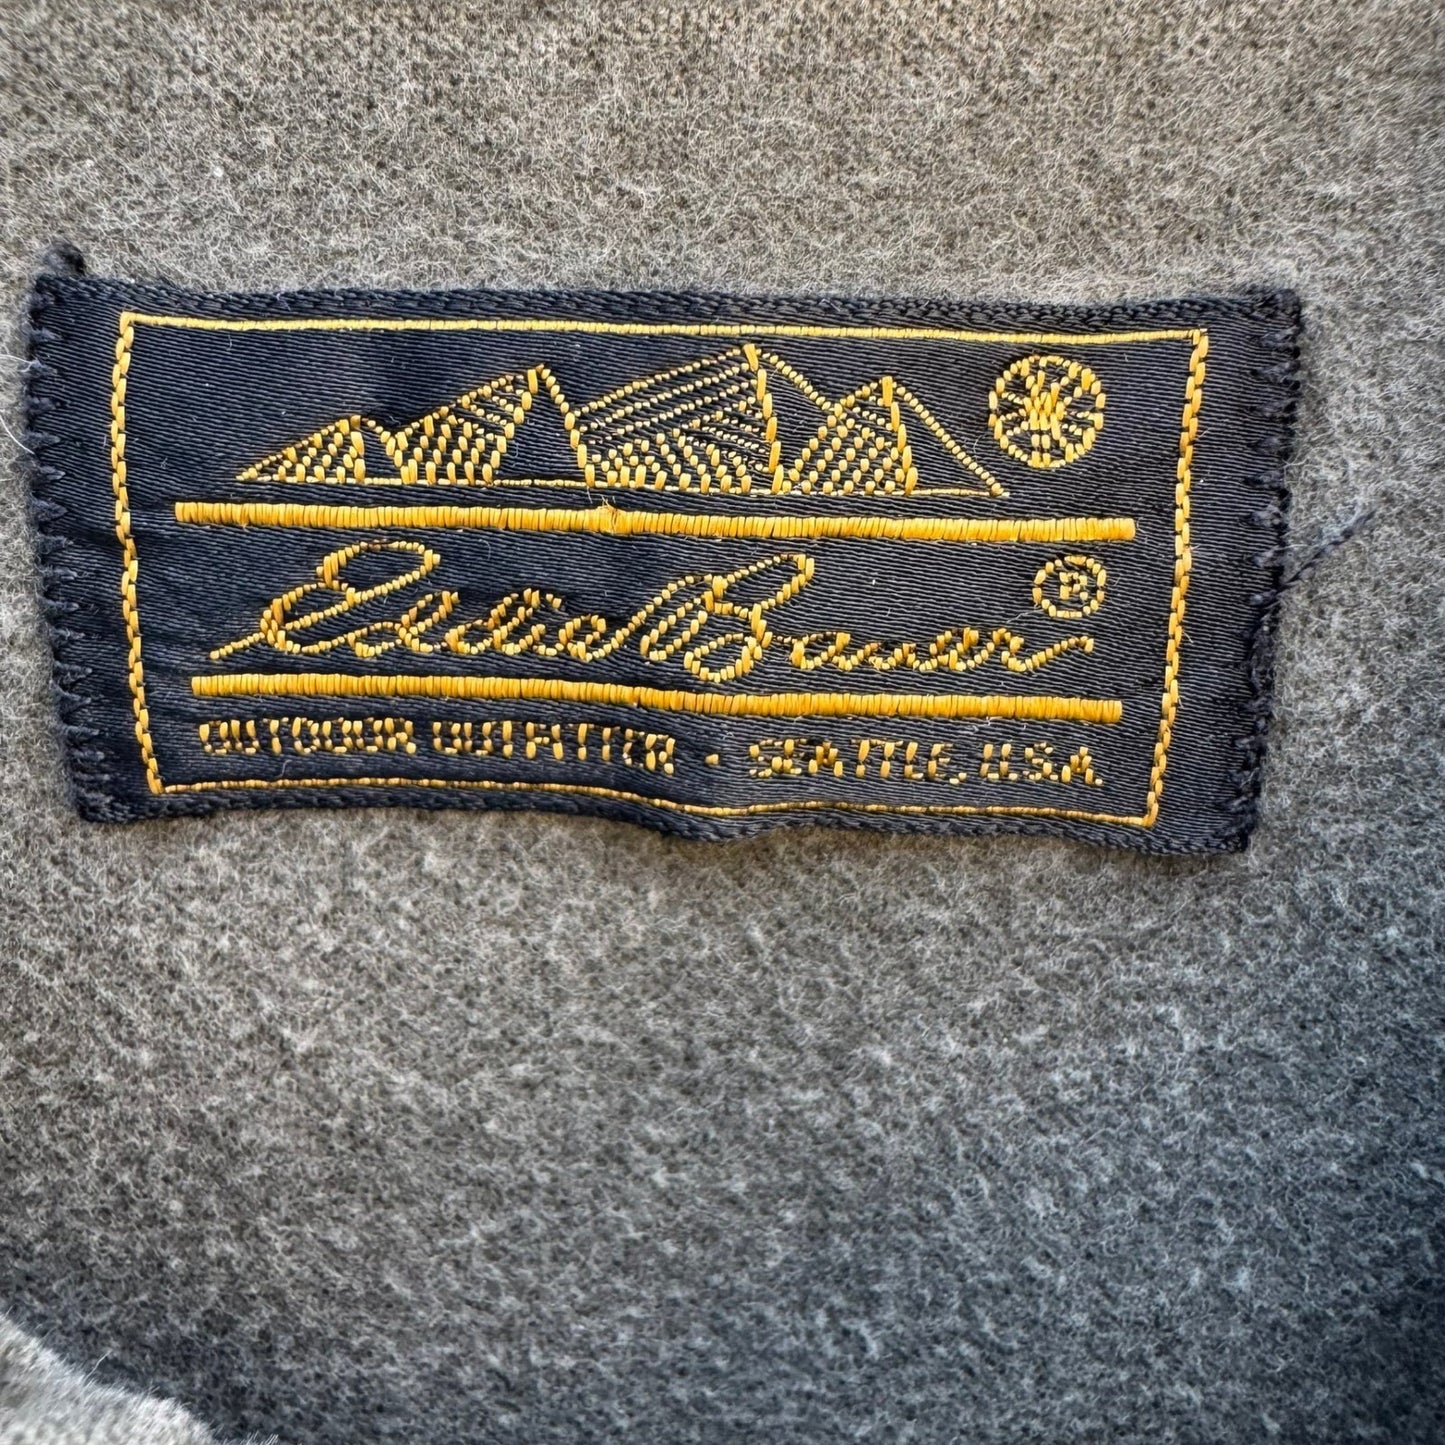 Eddie Bauer ®
OUTDOOR OUTFITTER · SEATTLE, U.S.A.